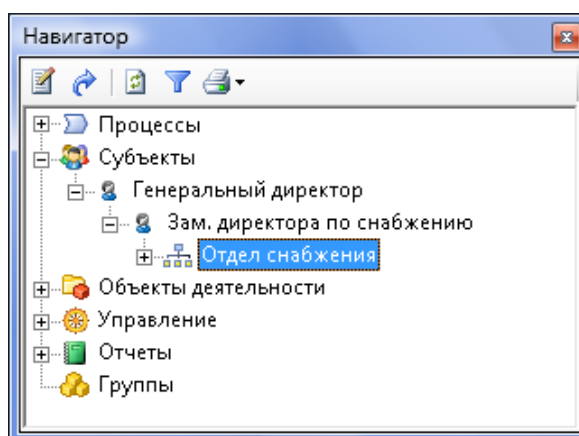 Навигатор
Процессы
Субъекты
Генеральный директор
Зам. директора по снабжению
Отдел снабжения
Объекты деятельности
Управление
Отчеты
Группы